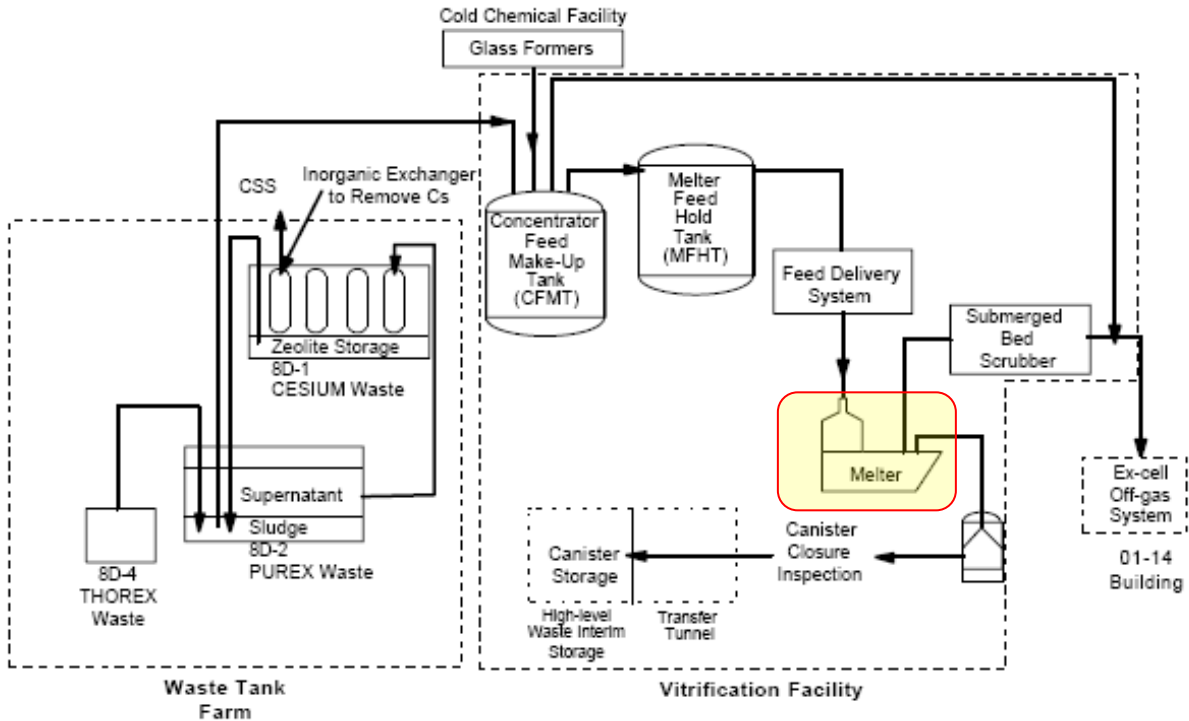 Cold Chemical Facility
Glass Formers
CSS
Inorganic Exchanger
to Remove Cs
Concentrator
Feed
Make-Up
Tank
(CFMT)
Melter
Feed
Hold
Tank
(MFHT)
Feed Delivery
System
Submerged
Bed
Scrubber
Zeolite Storage
8D-1
CESIUM Waste
Supernatant
Sludge
8D-2
PUREX Waste
8D-4
THOREX
Waste
Melter
Ex-cell
Off-gas
System
01-14
Building
Canister
Closure
Inspection
Canister
Storage
High-level
Waste Interim
Storage
Transfer
Tunnel
Waste Tank
Farm
Vitrification Facility